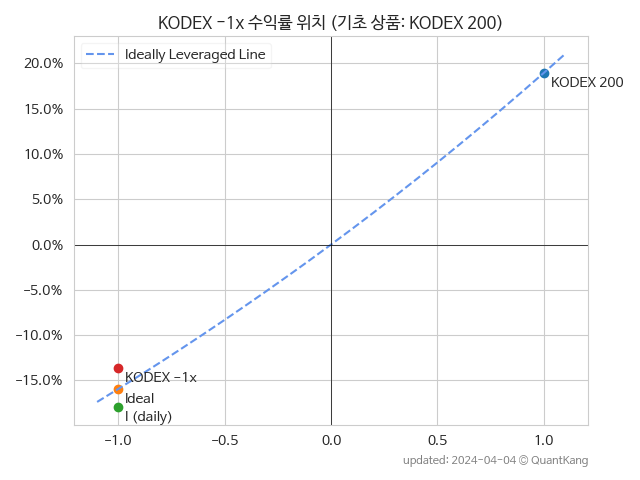 KODEX -1x 수익률 위치 (기초 상품: KODEX 200)
Ideally Leveraged Line
20.0%
15.0%
10.0%
5.0%
0.0%
-5.0%
-10.0%
-15.0%
KODEX 200
KODEX -1x
Ideal
I (daily)
-1.0
-0.5
0.0
0.5
1.0
updated: 2024-04-04 © QuantKang